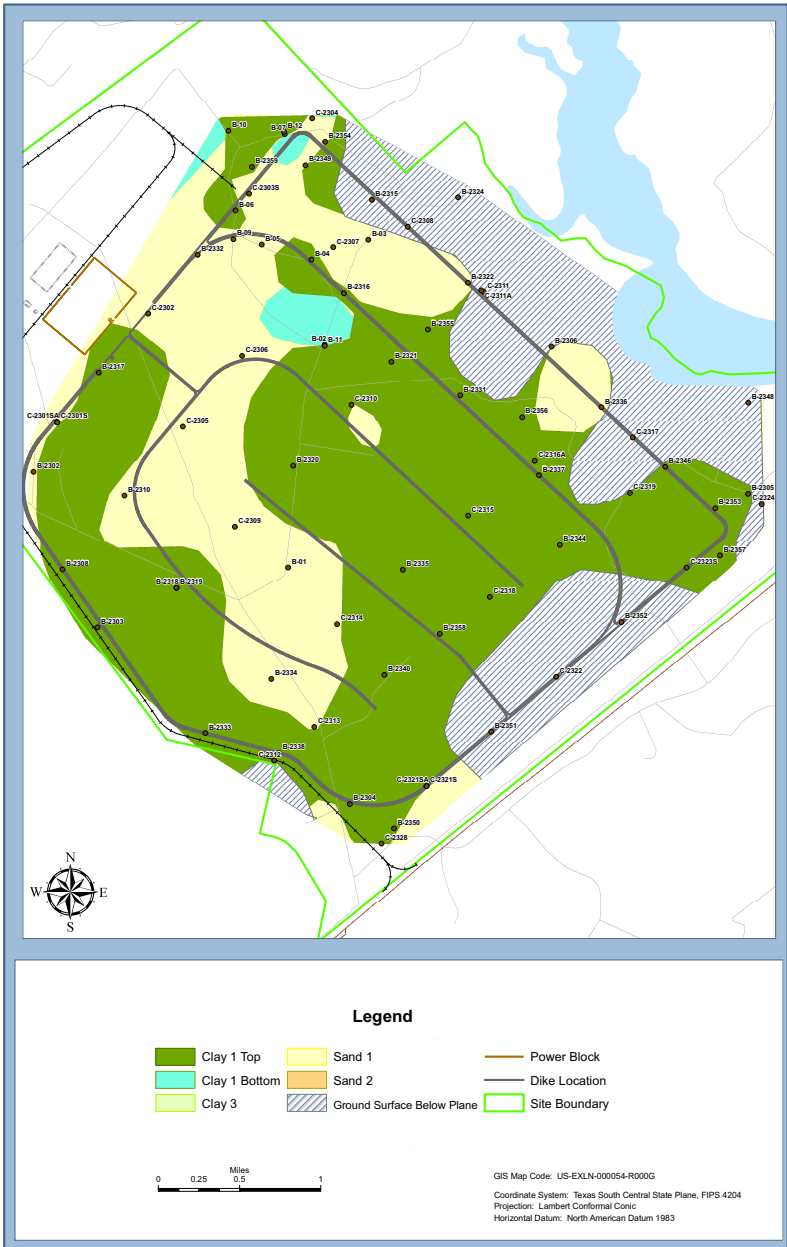 C-2304
B-10
B-07
B-12
B-2354
B-2359
B-2349
C-2303S
B-2315
B-2324
B-06
C-2308
B-09
B-05
B-03
C-2307
B-2332
B-04
B-2322
C-2311
C-2311A
B-2316
C-2302
B-2355
B-02
B-11
B-2306
C-2306
B-2321
B-2317
B-2331
C-2310
B-2336
B-2348
B-2356
C-2301SA
C-2301S
C-2305
C-2317
C-2316A
B-2302
B-2320
B-2337
B-2346
B-2310
C-2319
B-2305
C-2324
B-2353
C-2315
C-2309
B-2344
B-2357
B-2308
B-01
B-2335
C-2323S
B-2318
B-2319
C-2318
B-2303
C-2314
B-2352
B-2358
B-2334
B-2340
C-2322
C-2313
B-2333
B-2351
B-2338
C-2312
C-2321SA
C-2321S
B-2304
B-2350
C-2328
N
W
E
S
Legend
Clay 1 Top
Sand 1
Power Block
Clay 1 Bottom
Sand 2
Dike Location
Clay 3
Ground Surface Below Plane
Site Boundary
Miles
0 0.25 0.5 1
GIS Map Code: US-EXLN-000054-R000G
Coordinate System: Texas South Central State Plane, FIPS 4204
Projection: Lambert Conformal Conic
Horizontal Datum: North American Datum 1983